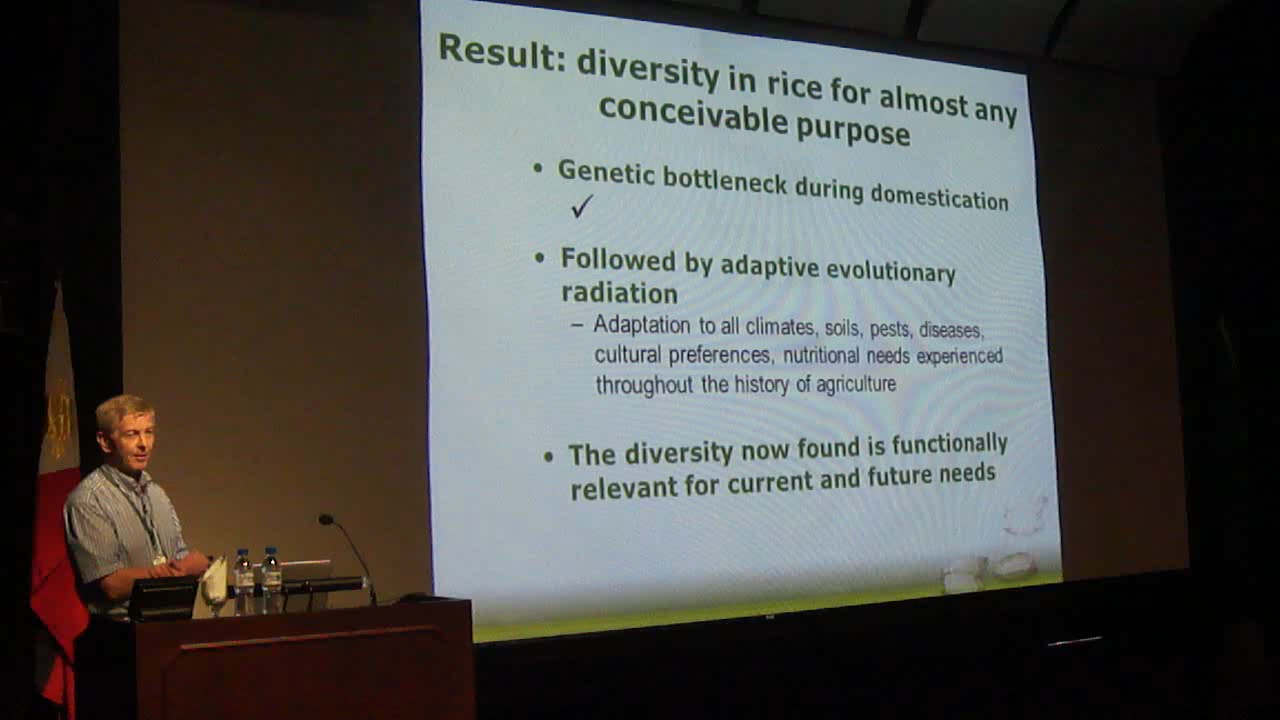 Result: diversity in rice for almost any
conceivable purpose
• Genetic bottleneck during domestication
✓
• Followed by adaptive evolutionary
radiation
– Adaptation to all climates, soils, pests, diseases,
cultural preferences, nutritional needs experienced
throughout the history of agriculture
• The diversity now found is functionally
relevant for current and future needs